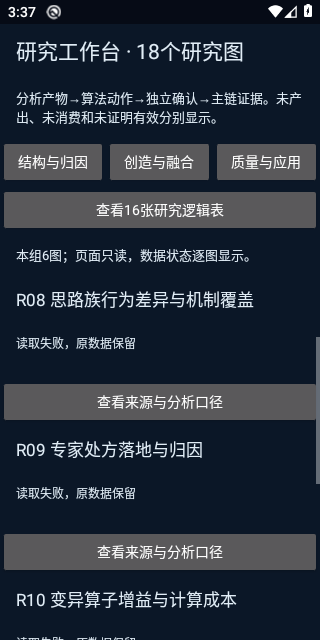 3:37
研究工作台 · 18个研究图
分析产物→算法动作→独立确认→主链证据。未产
出、未消费和未证明有效分别显示。
结构与归因 创造与融合 质量与应用
查看16张研究逻辑表
本组6图；页面只读，数据状态逐图显示。
R08 思路族行为差异与机制覆盖
读取失败，原数据保留
查看来源与分析口径
R09 专家处方落地与归因
读取失败，原数据保留
查看来源与分析口径
R10 变异算子增益与计算成本